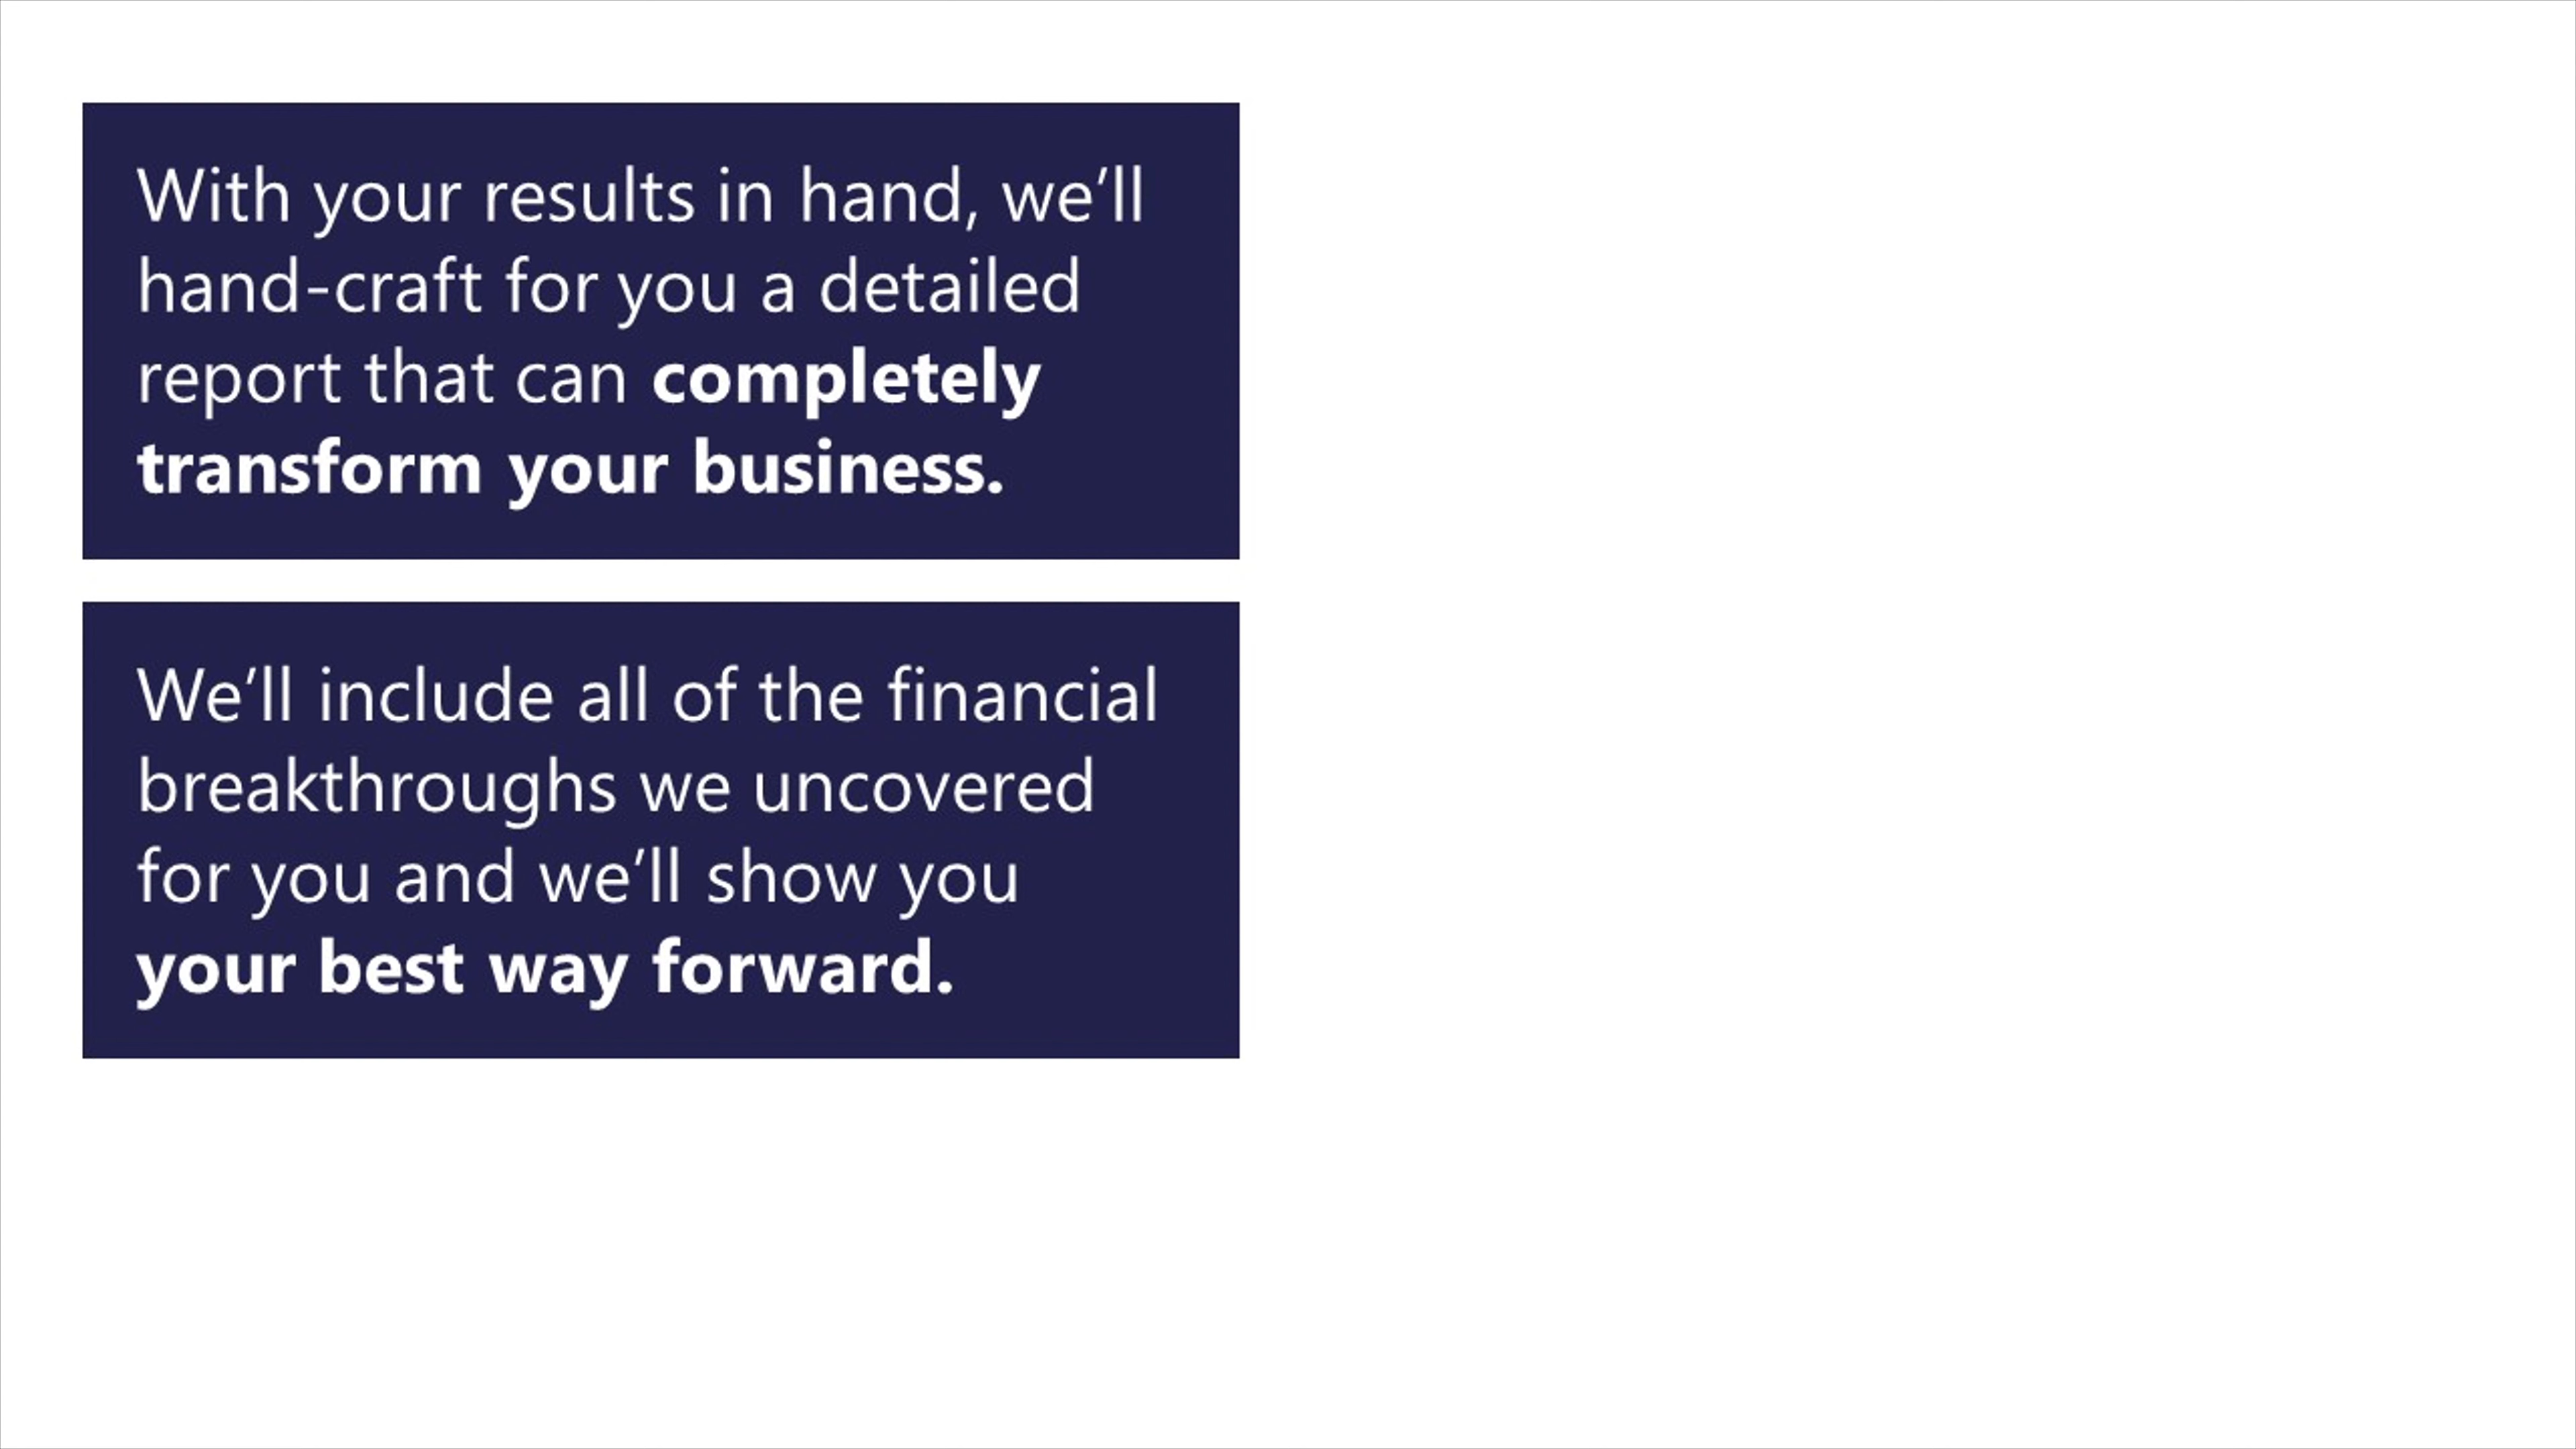 With your results in hand, we’ll
hand-craft for you a detailed
report that can completely
transform your business.
We’ll include all of the financial
breakthroughs we uncovered
for you and we’ll show you
your best way forward.